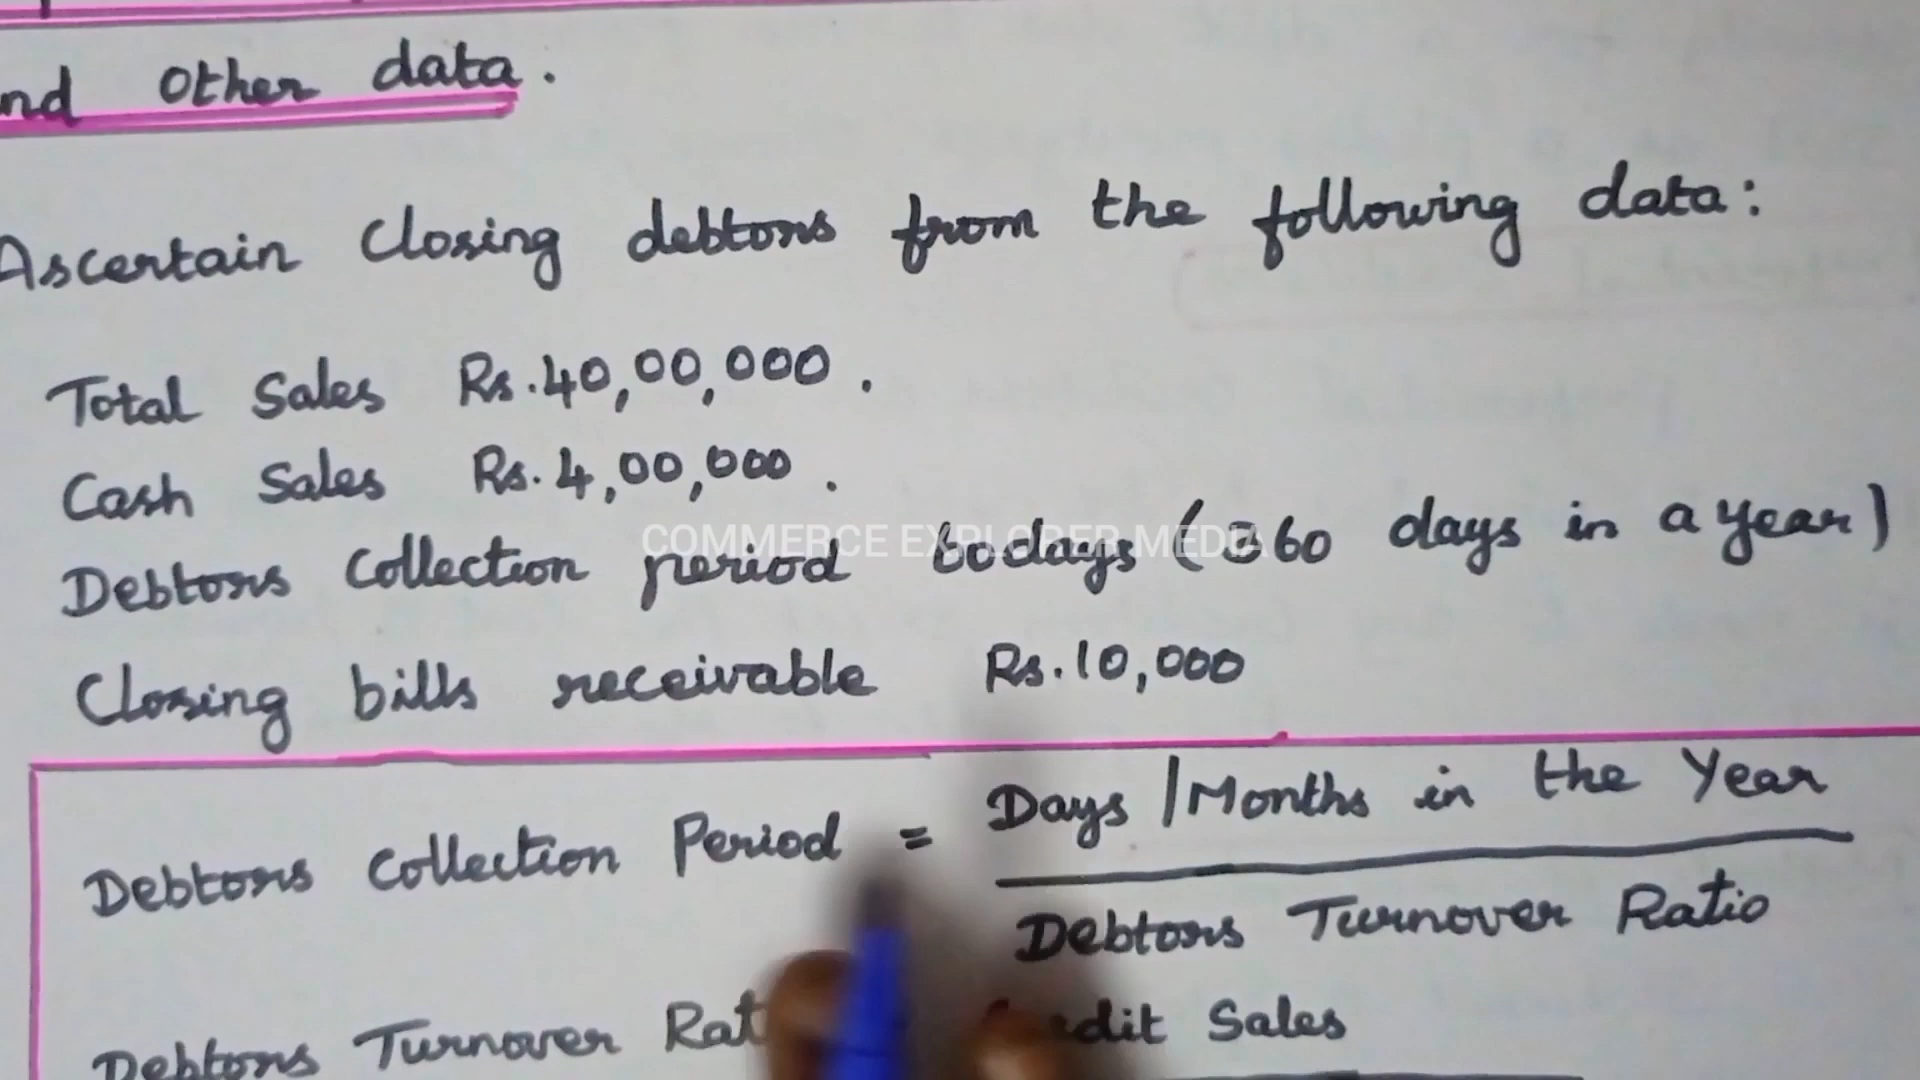 nd other data.
Ascertain Closing debtors from the following data:
Total Sales Rs.40,00,000.
Cash Sales Rs.4,00,000.
Debtors Collection period days (360 days in a year)
COMMERCE EXPLORER MEDIA
Closing bills receivable Rs.10,000
Debtors Collection Period = Days/Months in the Year
Debtors Turnover Ratio
Debtors Turnover Sales